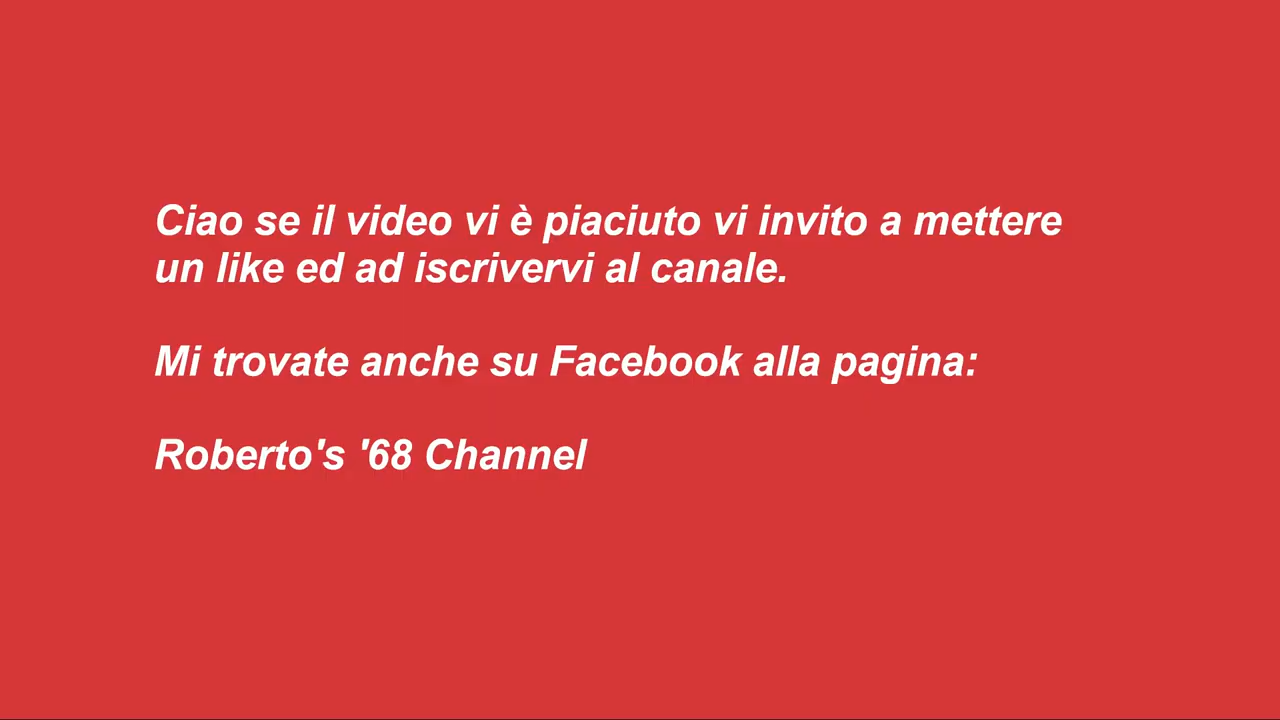 Ciao se il video vi è piaciuto vi invito a mettere
un like ed ad iscrivervi al canale.
Mi trovate anche su Facebook alla pagina:
Roberto's '68 Channel